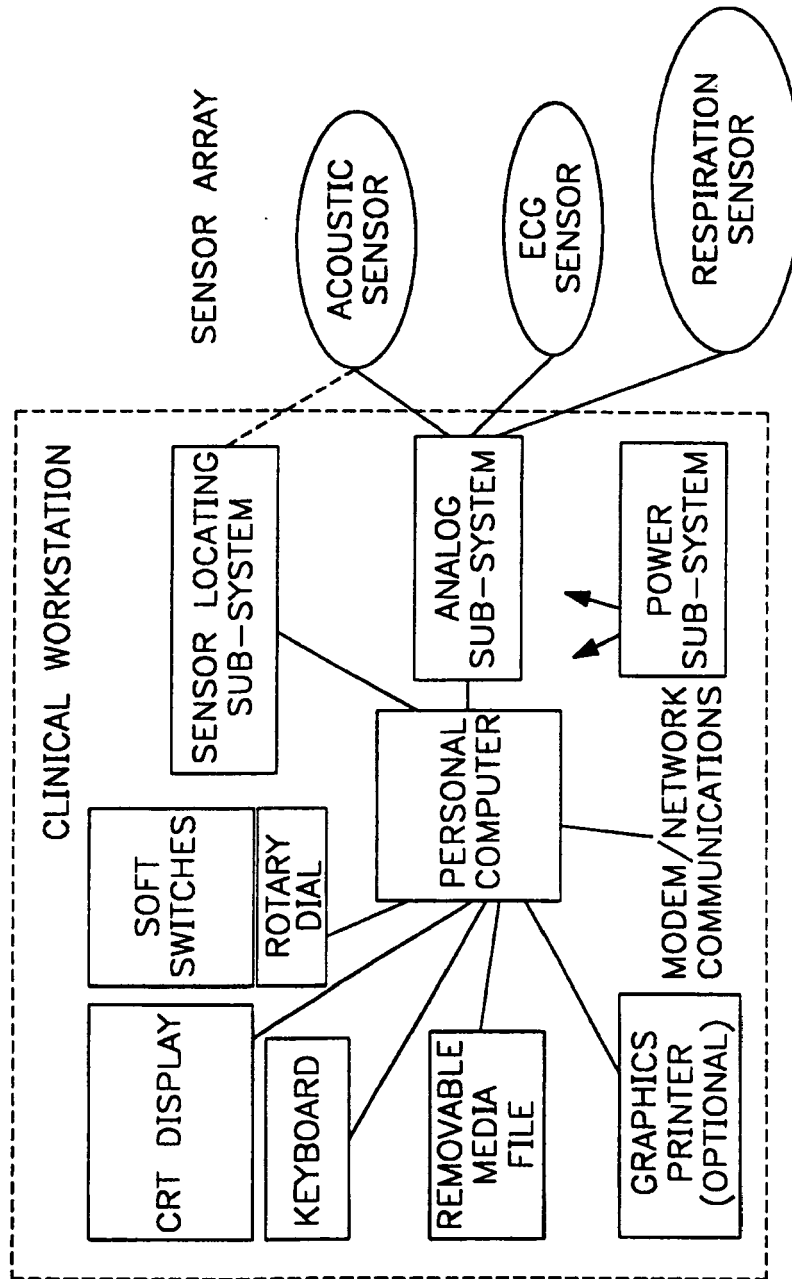 CLINICAL WORKSTATION
SENSOR ARRAY
CRT DISPLAY
SOFT
SWITCHES
ROTARY
DIAL
KEYBOARD
SENSOR LOCATING
SUB-SYSTEM
ACOUSTIC
SENSOR
REMOVABLE
MEDIA
FILE
PERSONAL
COMPUTER
ANALOG
SUB-SYSTEM
ECG
SENSOR
GRAPHICS
PRINTER
(OPTIONAL)
MODEM/NETWORK
COMMUNICATIONS
POWER
SUB-SYSTEM
RESPIRATION
SENSOR